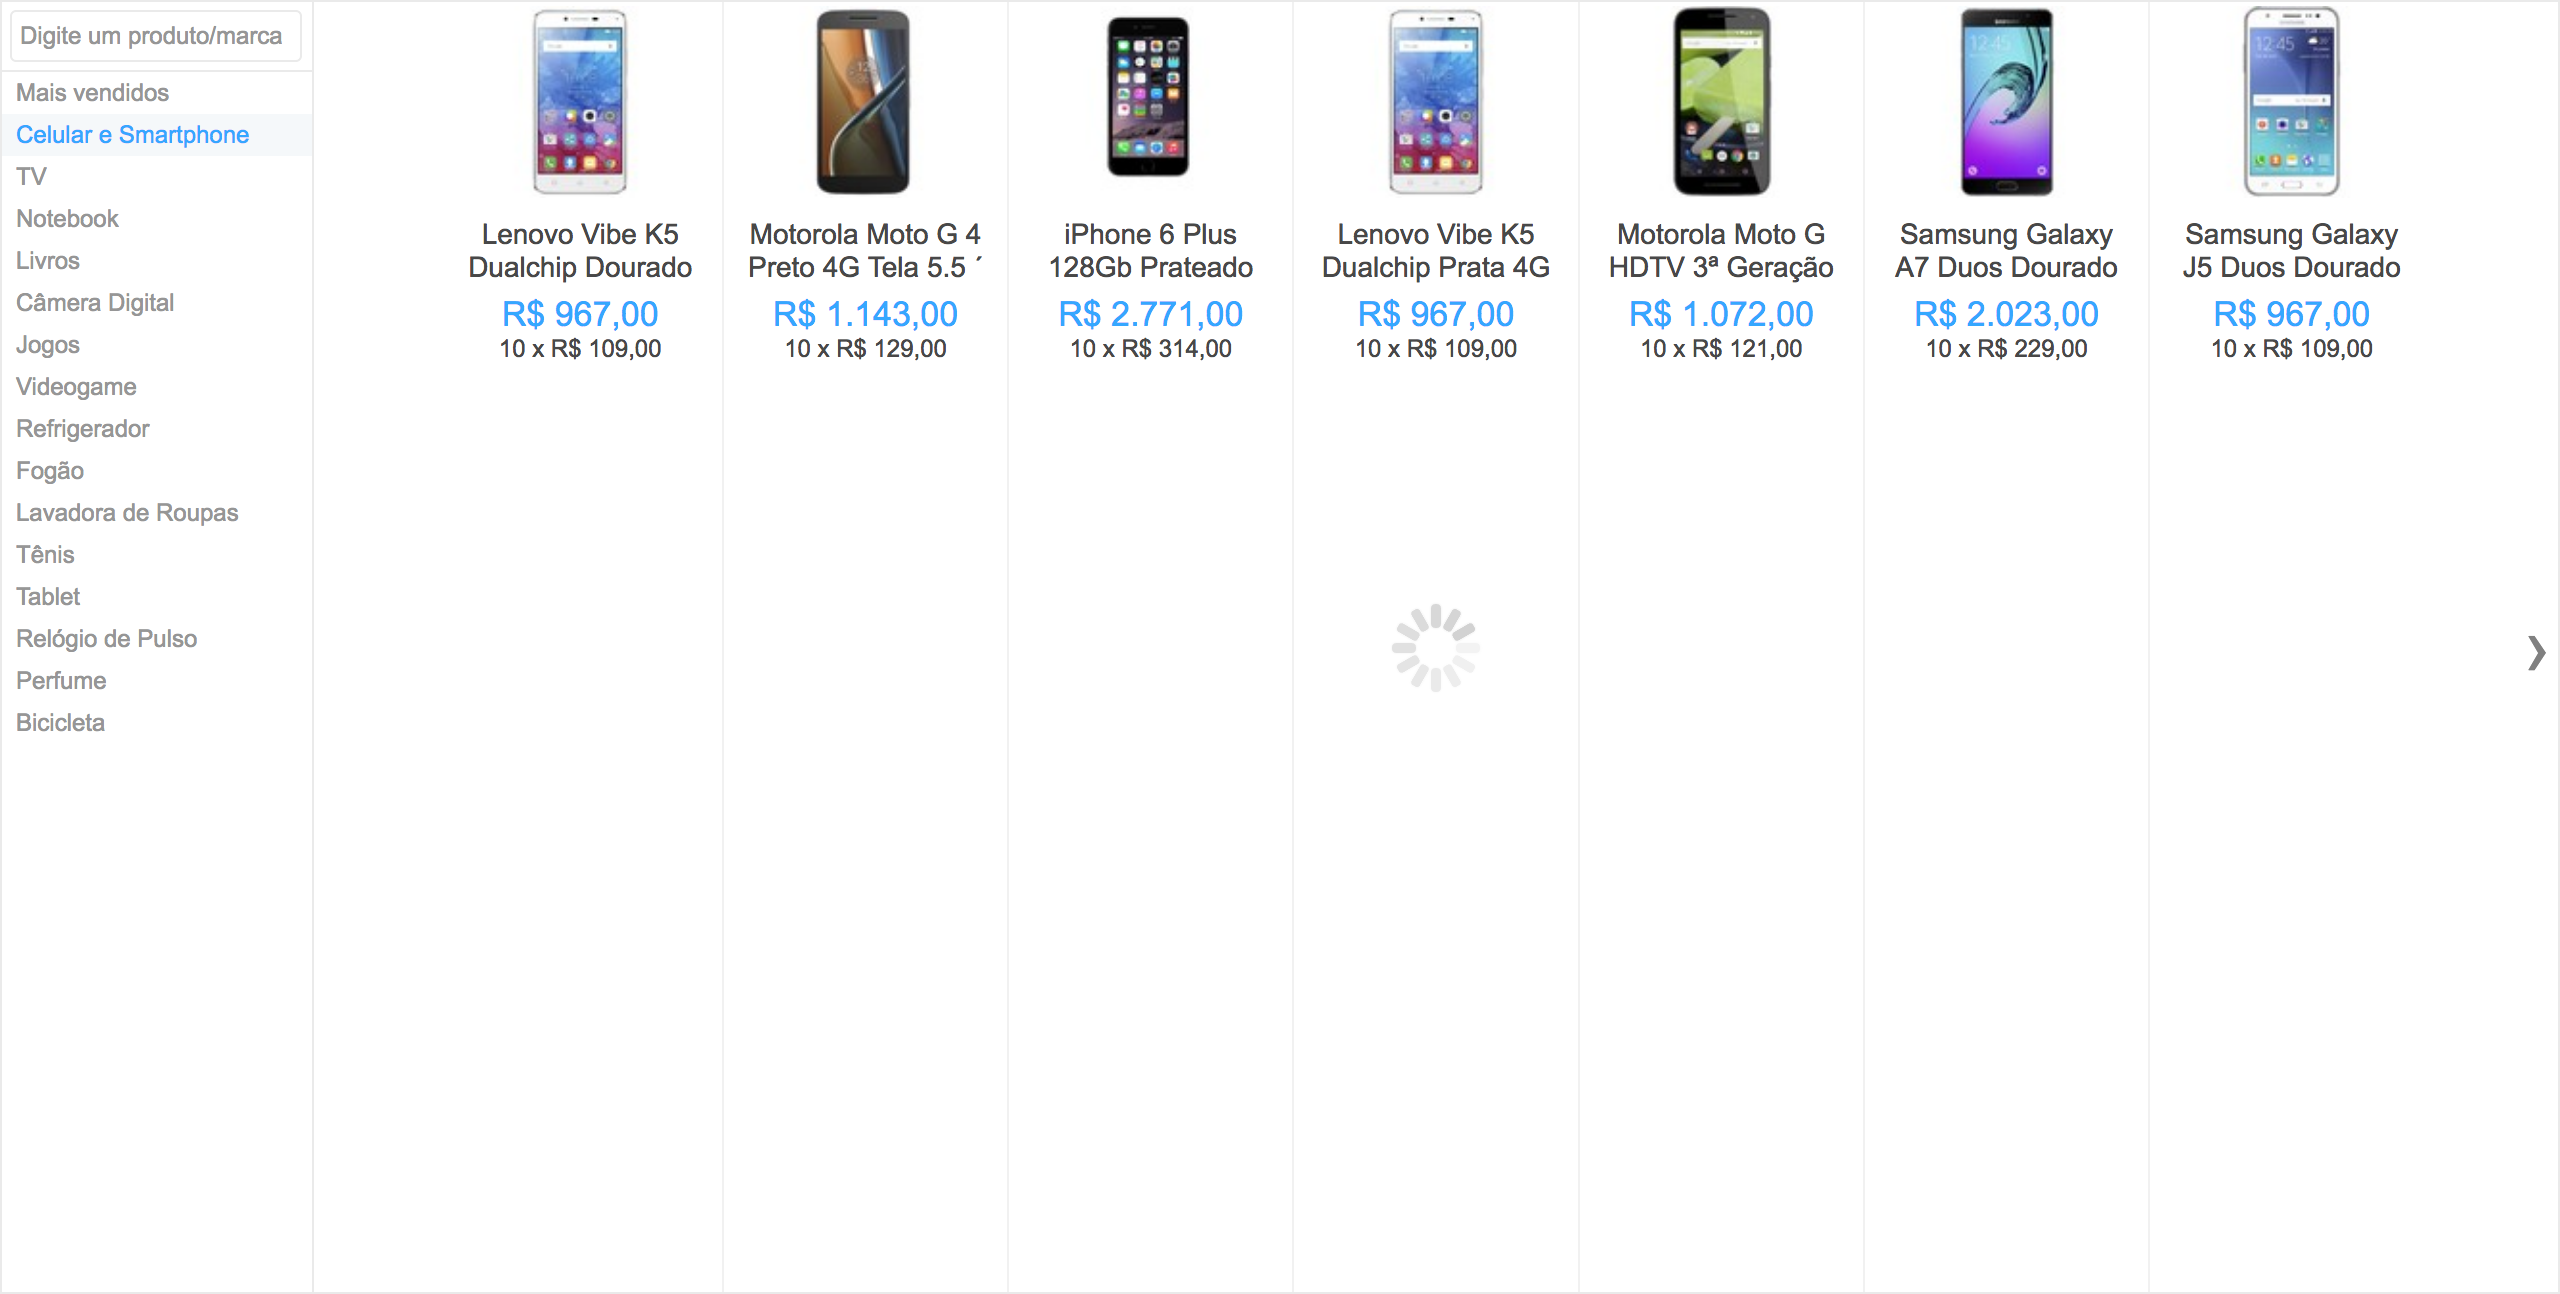 Digite um produto/marca
Mais vendidos
Celular e Smartphone
TV
Notebook
Livros
Câmera Digital
Jogos
Videogame
Refrigerador
Fogão
Lavadora de Roupas
Tênis
Tablet
Relógio de Pulso
Perfume
Bicicleta
Lenovo Vibe K5
Dualchip Dourado
R$ 967,00
10 x R$ 109,00
Motorola Moto G 4
Preto 4G Tela 5.5 ´
R$ 1.143,00
10 x R$ 129,00
iPhone 6 Plus
128Gb Prateado
R$ 2.771,00
10 x R$ 314,00
Lenovo Vibe K5
Dualchip Prata 4G
R$ 967,00
10 x R$ 109,00
Motorola Moto G
HDTV 3ª Geração
R$ 1.072,00
10 x R$ 121,00
12:45
Samsung Galaxy
A7 Duos Dourado
R$ 2.023,00
10 x R$ 229,00
12:45
Samsung Galaxy
J5 Duos Dourado
R$ 967,00
10 x R$ 109,00